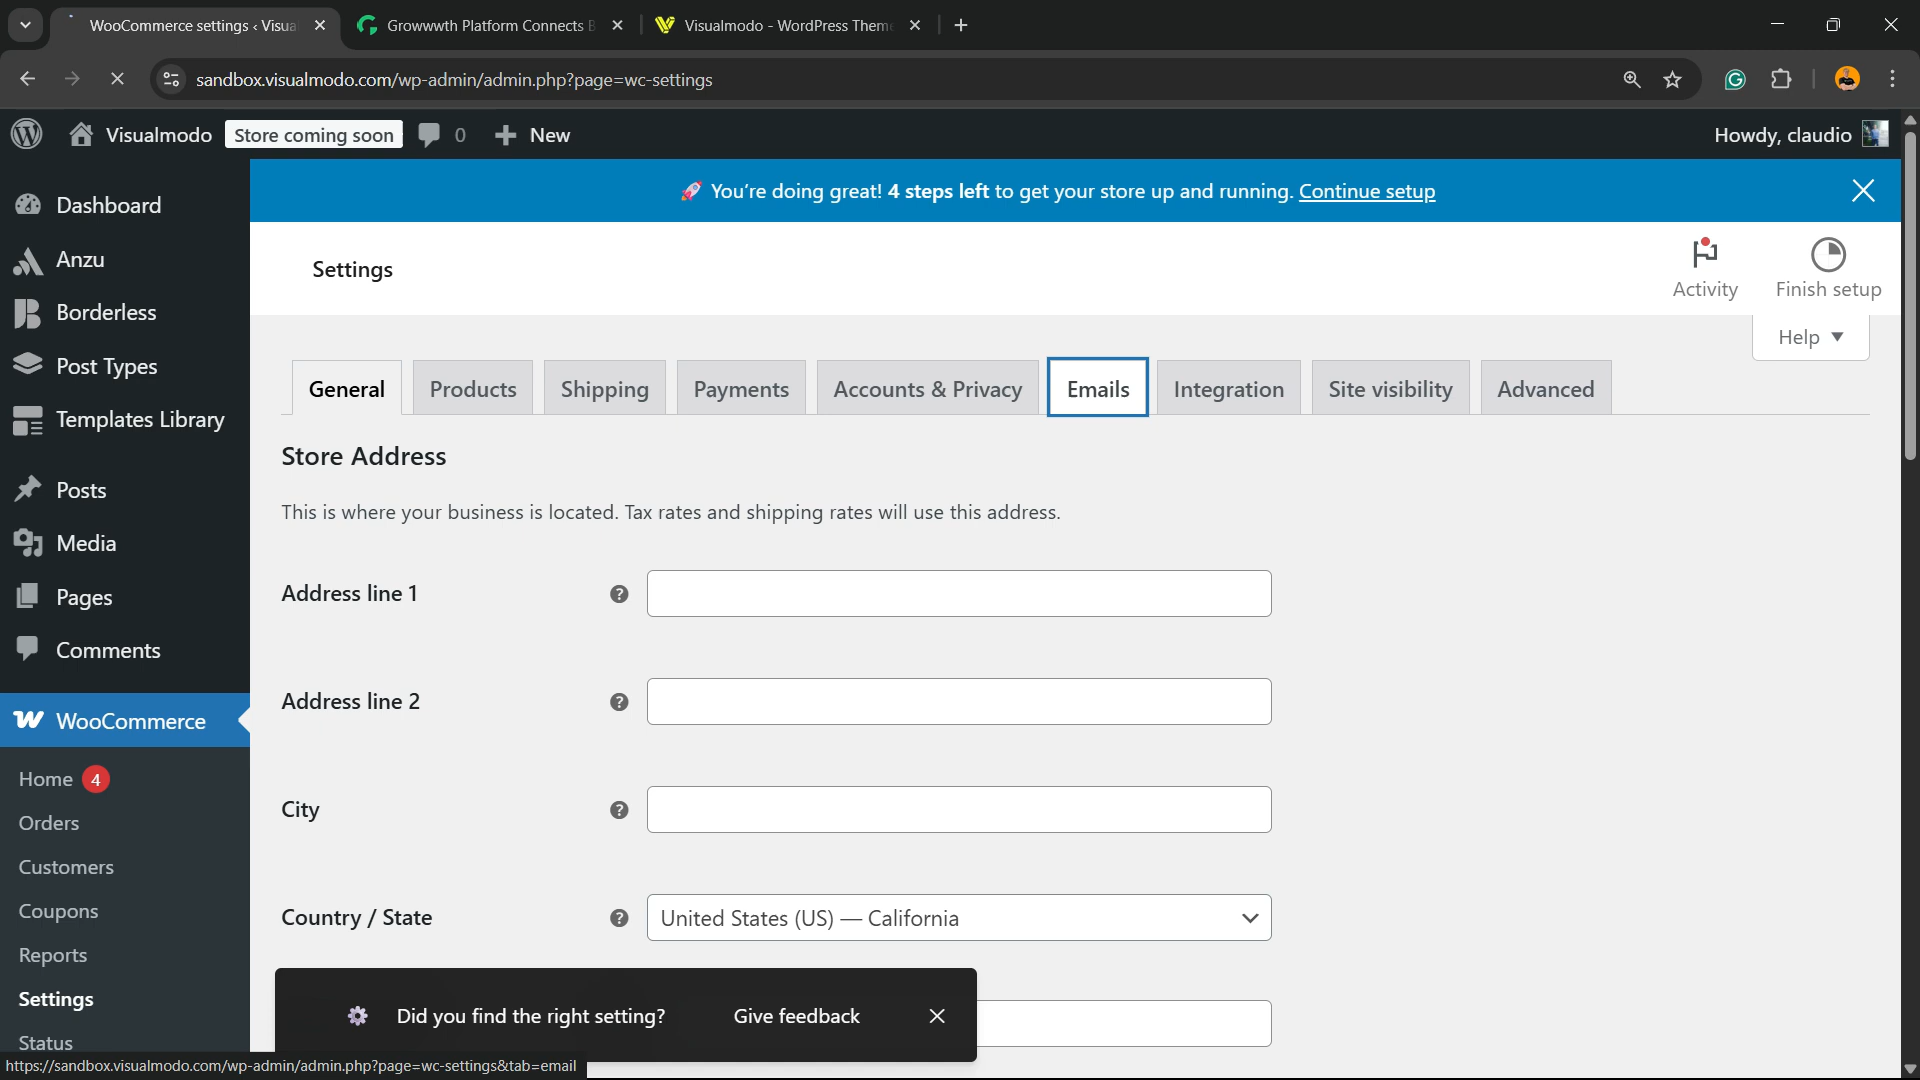 WooCommerce settings ‹ Visua
Growwwth Platform Connects B
Visualmodo - WordPress Theme
sandbox.visualmodo.com/wp-admin/admin.php?page=wc-settings
Visualmodo
Store coming soon
0
New
Howdy, claudio
Dashboard
Anzu
Borderless
Post Types
Templates Library
Posts
Media
Pages
Comments
WooCommerce
Home 4
Orders
Customers
Coupons
Reports
Settings
Status
🚀 You're doing great! 4 steps left to get your store up and running. Continue setup
Settings
Activity
Finish setup
Help
General
Products
Shipping
Payments
Accounts & Privacy
Emails
Integration
Site visibility
Advanced
Store Address
This is where your business is located. Tax rates and shipping rates will use this address.
Address line 1
Address line 2
City
Country / State
United States (US) — California
Did you find the right setting?
Give feedback
https://sandbox.visualmodo.com/wp-admin/admin.php?page=wc-settings&tab=email